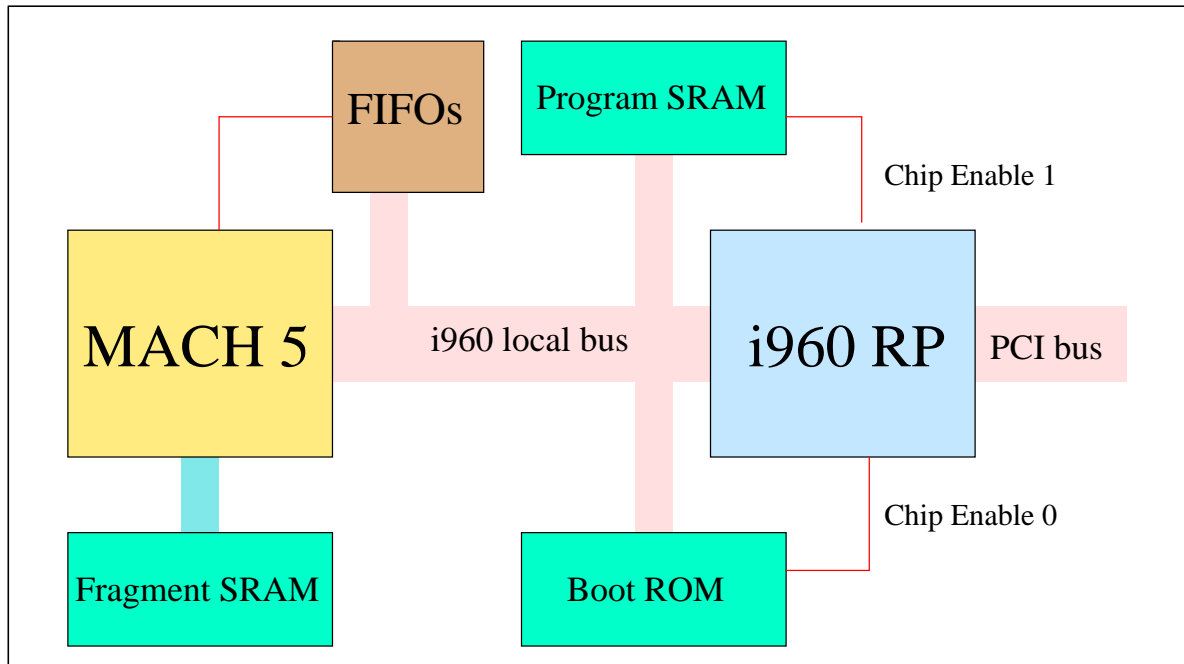 FIFOs
Program SRAM
Chip Enable 1
MACH 5
i960 local bus
i960 RP
PCI bus
Chip Enable 0
Fragment SRAM
Boot ROM